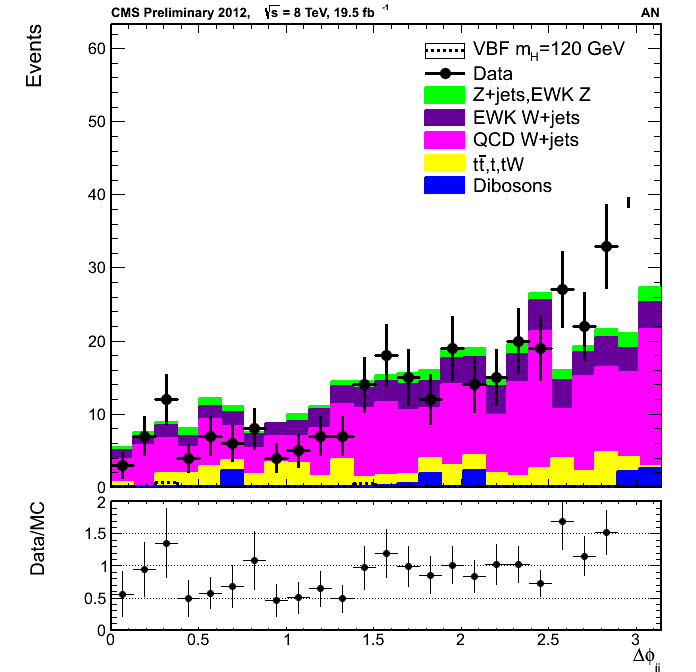 CMS Preliminary 2012, √s = 8 TeV, 19.5 fb⁻¹ AN
Events
60
50
40
30
20
10
0
VBF m_H=120 GeV
Data
Z+jets,EWK Z
EWK W+jets
QCD W+jets
tt̄,t,tW
Dibosons
Data/MC
2
1.5
1
0.5
0
0 0.5 1 1.5 2 2.5 3
Δϕ_jj